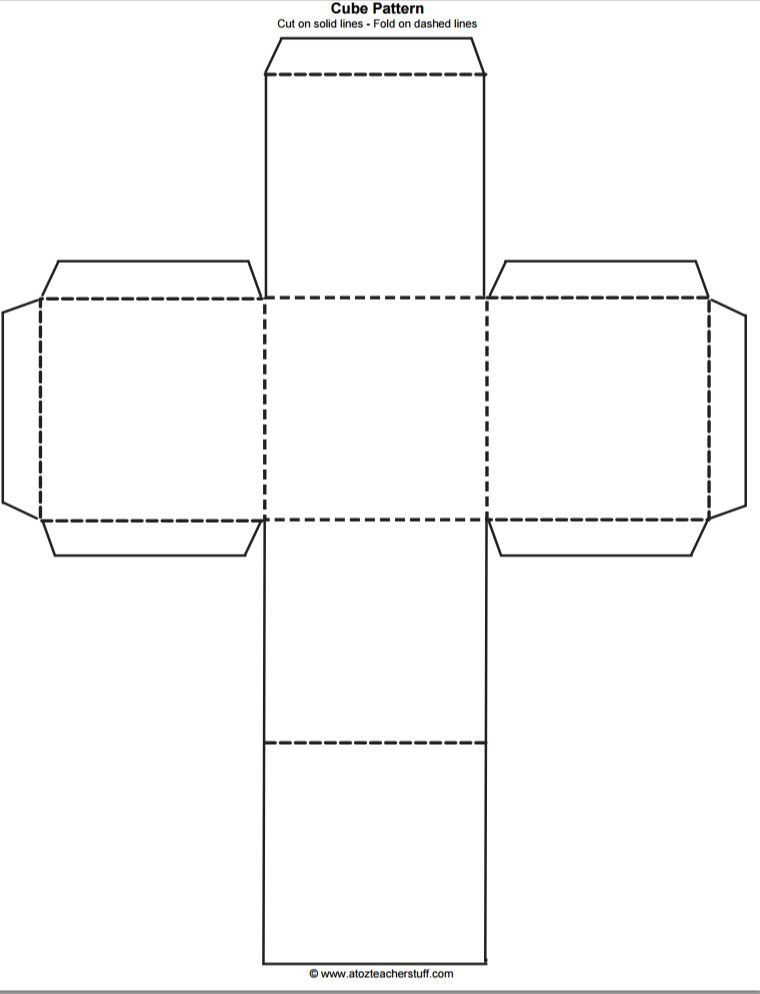 Cube Pattern
Cut on solid lines - Fold on dashed lines
© www.atozteacherstuff.com